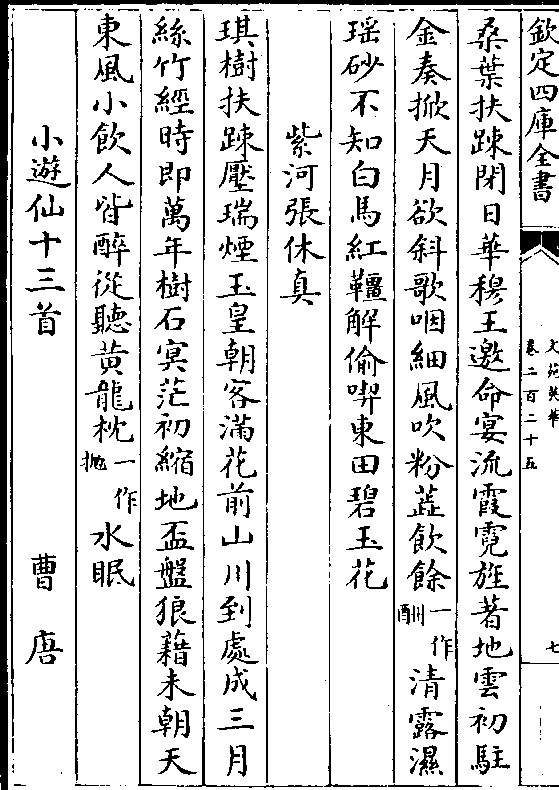 欽定四庫全書
文苑英華
卷二百二十五
七
桑葉扶踈閉日華穆王邀命宴流霞霓旌著地雲初駐
金奏掀天月欲斜歌咽細風吹粉蘂飲餘一作酣清露濕
瑶砂不知白馬紅韁解偷喫東田碧玉花
紫河張休真
琪樹扶踈壓瑞煙玉皇朝客滿花前山川到處成三月
絲竹經時即萬年樹石㝠茫初縮地盃盤狼藉未朝天
東風小飲人皆醉從聽黄龍枕一作抛水眠
小遊仙十三首
曹唐